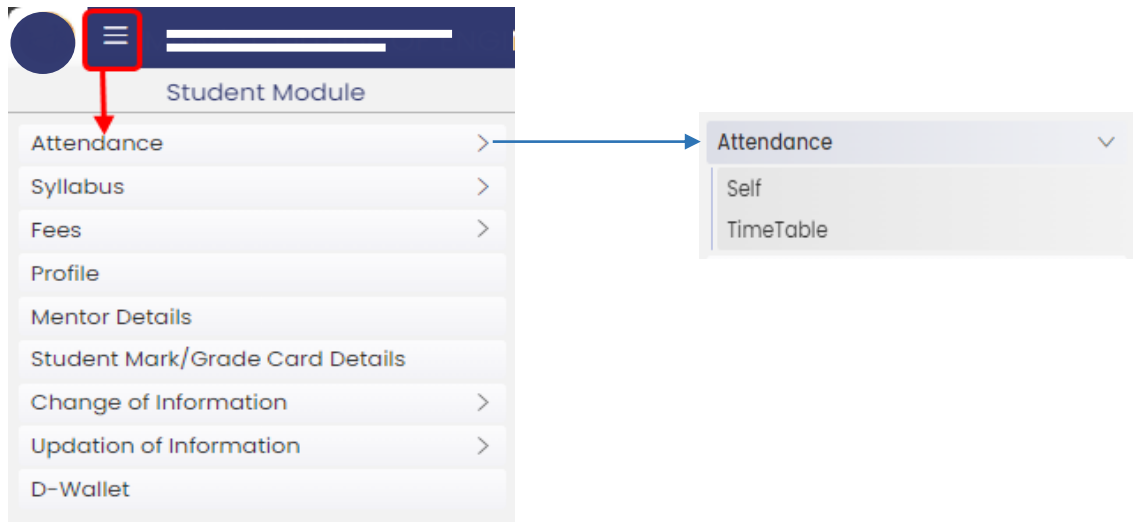 Student Module
Attendance
Syllabus
Fees
Profile
Mentor Details
Student Mark/Grade Card Details
Change of Information
Updation of Information
D-Wallet
Attendance
Self
TimeTable